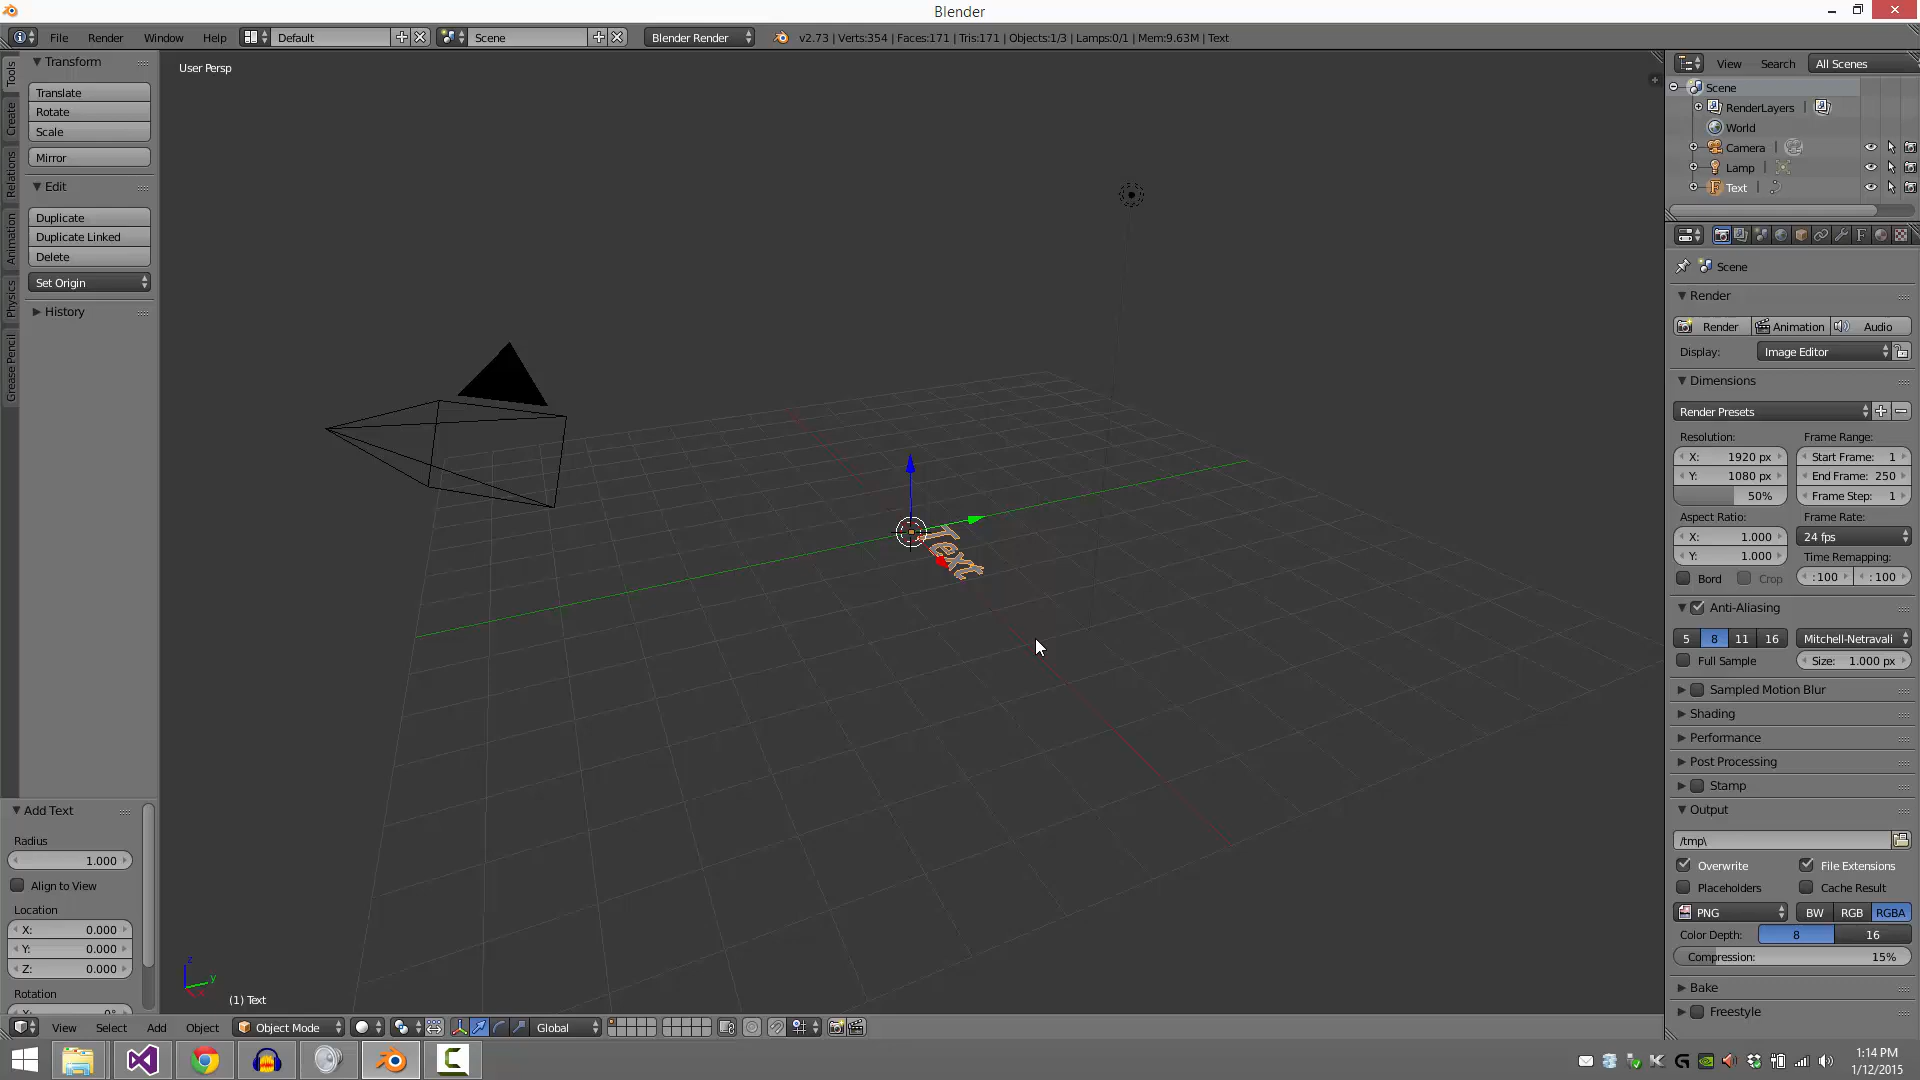 Blender
File Render Window Help Default Scene Blender Render v2.73 | Verts:354 | Faces:171 | Tris:171 | Objects:1/3 | Lamps:0/1 | Mem:9.63M | Text
Tools
Create
Relations
Animation
Physics
Grease Pencil
Transform
Translate
Rotate
Scale
Mirror
Edit
Duplicate
Duplicate Linked
Delete
Set Origin
History
Add Text
Radius
1.000
Align to View
Location
X: 0.000
Y: 0.000
Z: 0.000
Rotation
User Persp
Text
z
y
(1) Text
View Select Add Object Object Mode Global
View Search All Scenes
Scene
RenderLayers
World
Camera
Lamp
Text
Scene
Render
Render Animation Audio
Display: Image Editor
Dimensions
Render Presets
Resolution: Frame Range:
X: 1920 px Start Frame: 1
Y: 1080 px End Frame: 250
50% Frame Step: 1
Aspect Ratio: Frame Rate:
X: 1.000 24 fps
Y: 1.000 Time Remapping:
Bord Crop :100 :100
Anti-Aliasing
5 8 11 16 Mitchell-Netravali
Full Sample Size: 1.000 px
Sampled Motion Blur
Shading
Performance
Post Processing
Stamp
Output
/tmp\
Overwrite File Extensions
Placeholders Cache Result
PNG BW RGB RGBA
Color Depth: 8 16
Compression: 15%
Bake
Freestyle
1:14 PM
1/12/2015